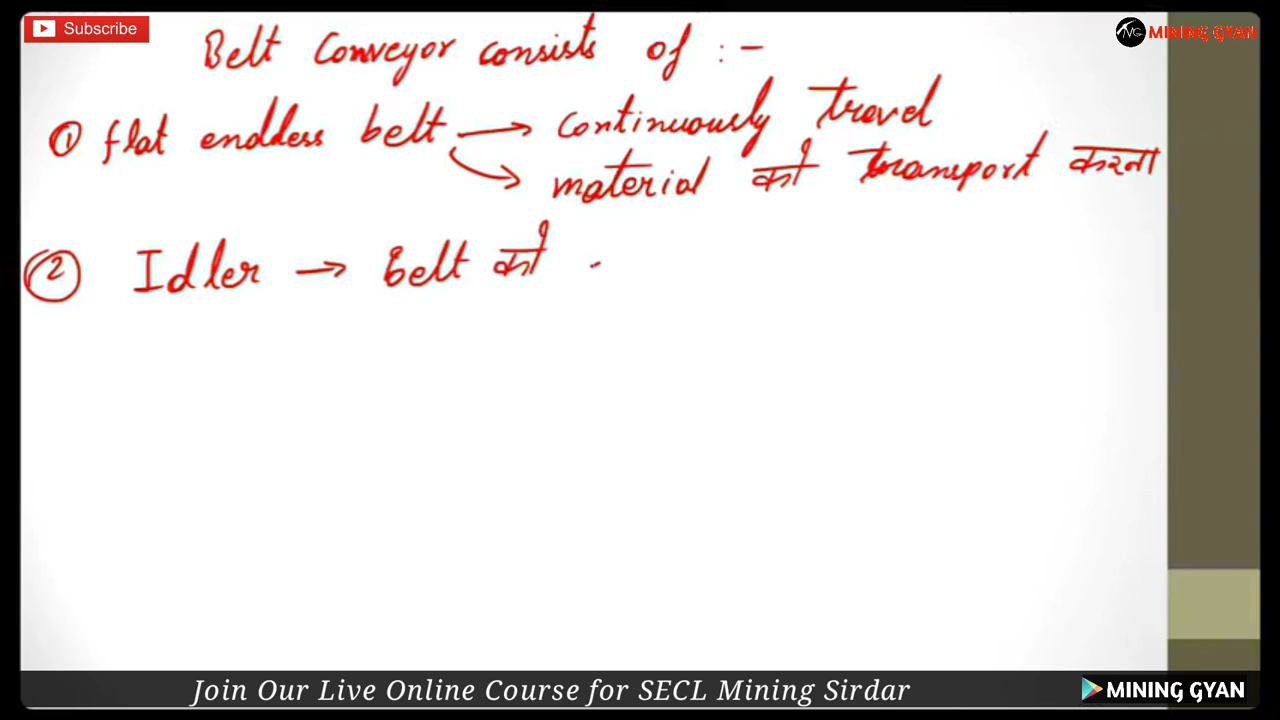 Subscribe
MINING GYAN
Belt Conveyor consists of :-
① flat enddess belt → continuously travel
→ material को transport करना
② Idler → Belt को
Join Our Live Online Course for SECL Mining Sirdar
MINING GYAN